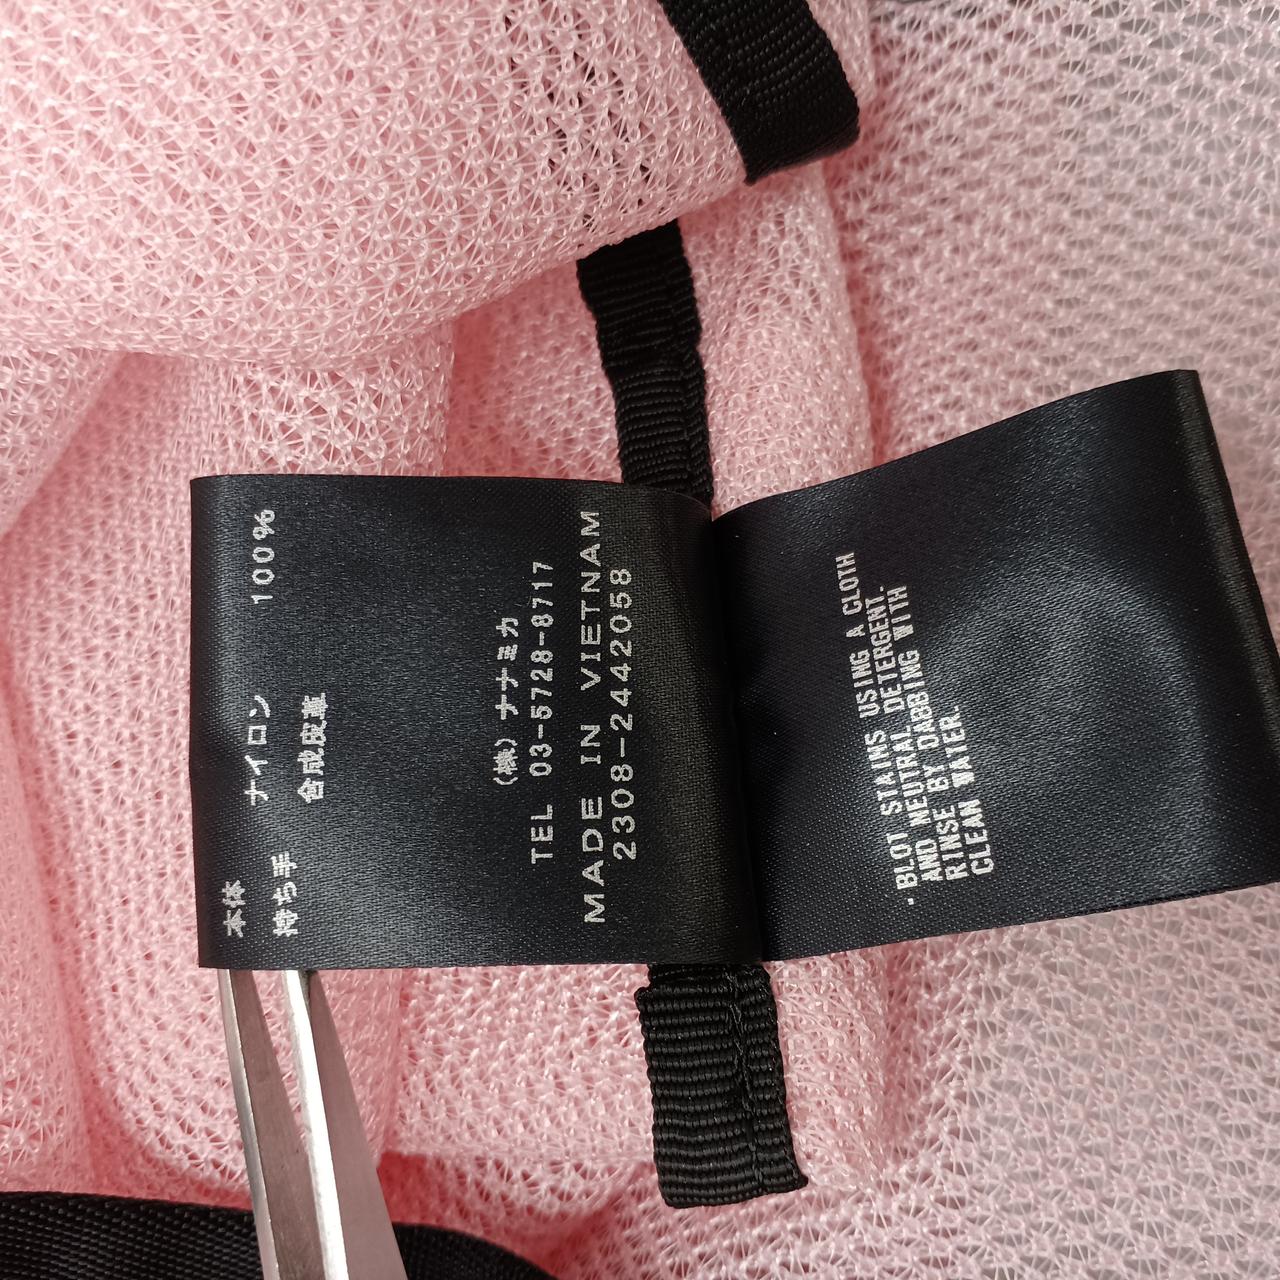 本体 ナイロン 100%
持ち手 合成皮革
(株)ナナミカ
TEL 03-5728-8717
MADE IN VIETNAM
2308-2442058
·BLOT STAINS USING A CLOTH
AND NEUTRAL DETERGENT.
RINSE BY DABBING WITH
CLEAN WATER.